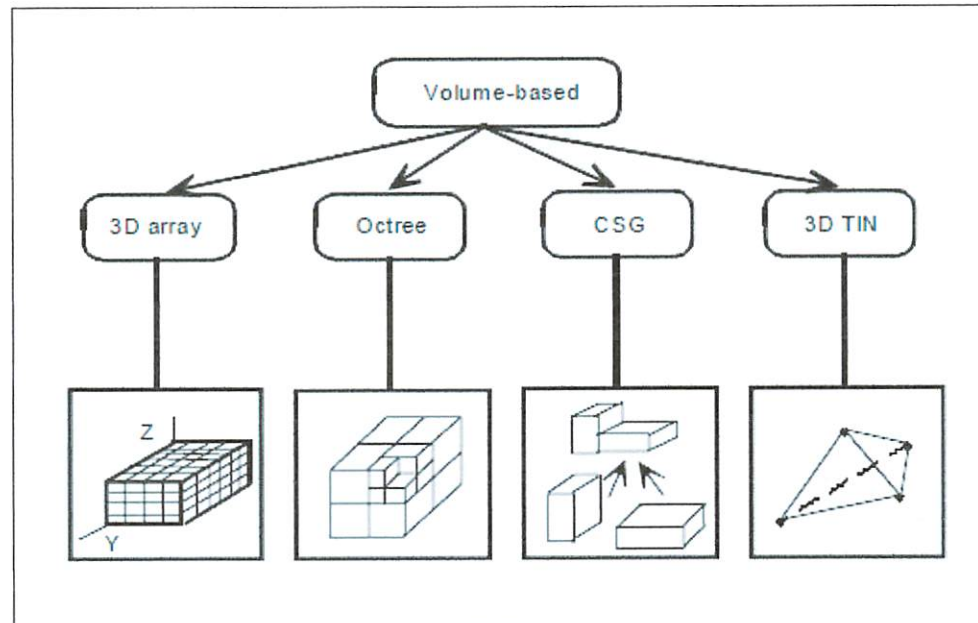 Volume-based
3D array
Octree
CSG
3D TIN
Z
Y